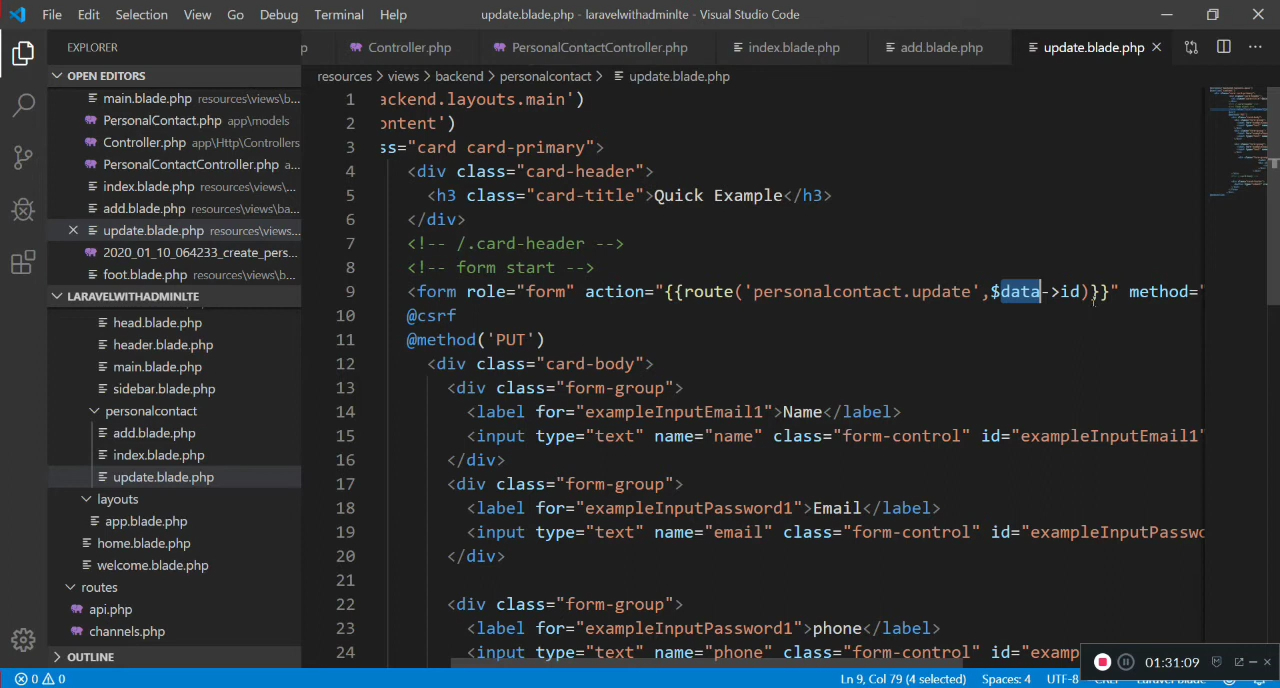 File Edit Selection View Go Debug Terminal Help update.blade.php - laravelwithadminlte - Visual Studio Code
EXPLORER
p Controller.php PersonalContactController.php index.blade.php add.blade.php update.blade.php
OPEN EDITORS
main.blade.php resources\views\b...
PersonalContact.php app\models
Controller.php app\Http\Controllers
PersonalContactController.php a...
index.blade.php resources\views\...
add.blade.php resources\views\ba...
update.blade.php resources\views...
2020_01_10_064233_create_pers...
foot.blade.php resources\views\b...
LARAVELWITHADMINLTE
head.blade.php
header.blade.php
main.blade.php
sidebar.blade.php
personalcontact
add.blade.php
index.blade.php
update.blade.php
layouts
app.blade.php
home.blade.php
welcome.blade.php
routes
api.php
channels.php
OUTLINE
resources > views > backend > personalcontact > update.blade.php
1 ackend.layouts.main')
2 ontent')
3 ss="card card-primary">
4 <div class="card-header">
5 <h3 class="card-title">Quick Example</h3>
6 </div>
7 <!-- /.card-header -->
8 <!-- form start -->
9 <form role="form" action="{{route('personalcontact.update',$data->id)}}" method="
10 @csrf
11 @method('PUT')
12 <div class="card-body">
13 <div class="form-group">
14 <label for="exampleInputEmail1">Name</label>
15 <input type="text" name="name" class="form-control" id="exampleInputEmail1"
16 </div>
17 <div class="form-group">
18 <label for="exampleInputPassword1">Email</label>
19 <input type="text" name="email" class="form-control" id="exampleInputPasswo
20 </div>
21
22 <div class="form-group">
23 <label for="exampleInputPassword1">phone</label>
24 <input type="text" name="phone" class="form-control" id="examp
01:31:09
0 0 Ln 9, Col 79 (4 selected) Spaces: 4 UTF-8